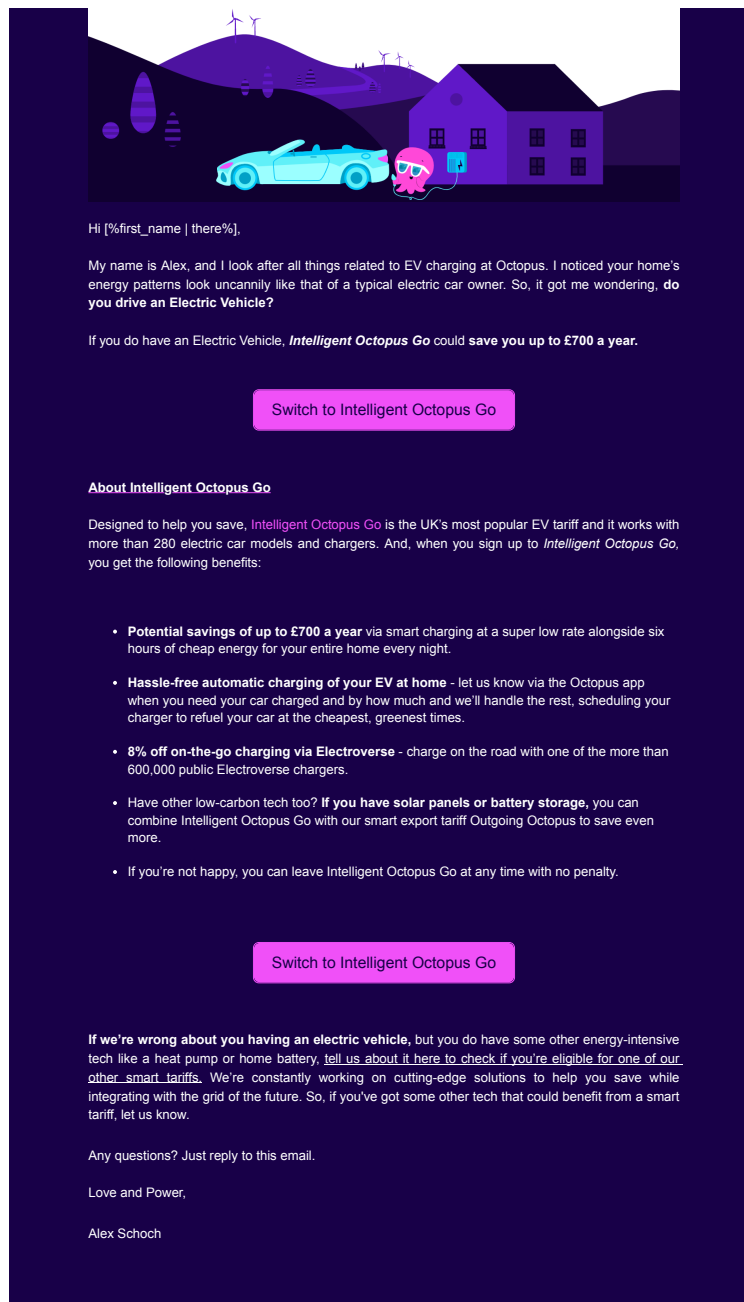 Hi [%first_name | there%],
My name is Alex, and I look after all things related to EV charging at Octopus. I noticed your home’s
energy patterns look uncannily like that of a typical electric car owner. So, it got me wondering, do
you drive an Electric Vehicle?
If you do have an Electric Vehicle, Intelligent Octopus Go could save you up to £700 a year.
Switch to Intelligent Octopus Go
About Intelligent Octopus Go
Designed to help you save, Intelligent Octopus Go is the UK’s most popular EV tariff and it works with
more than 280 electric car models and chargers. And, when you sign up to Intelligent Octopus Go,
you get the following benefits:
• Potential savings of up to £700 a year via smart charging at a super low rate alongside six
hours of cheap energy for your entire home every night.
• Hassle-free automatic charging of your EV at home - let us know via the Octopus app
when you need your car charged and by how much and we’ll handle the rest, scheduling your
charger to refuel your car at the cheapest, greenest times.
• 8% off on-the-go charging via Electroverse - charge on the road with one of the more than
600,000 public Electroverse chargers.
• Have other low-carbon tech too? If you have solar panels or battery storage, you can
combine Intelligent Octopus Go with our smart export tariff Outgoing Octopus to save even
more.
• If you’re not happy, you can leave Intelligent Octopus Go at any time with no penalty.
Switch to Intelligent Octopus Go
If we’re wrong about you having an electric vehicle, but you do have some other energy-intensive
tech like a heat pump or home battery, tell us about it here to check if you’re eligible for one of our
other smart tariffs. We’re constantly working on cutting-edge solutions to help you save while
integrating with the grid of the future. So, if you've got some other tech that could benefit from a smart
tariff, let us know.
Any questions? Just reply to this email.
Love and Power,
Alex Schoch